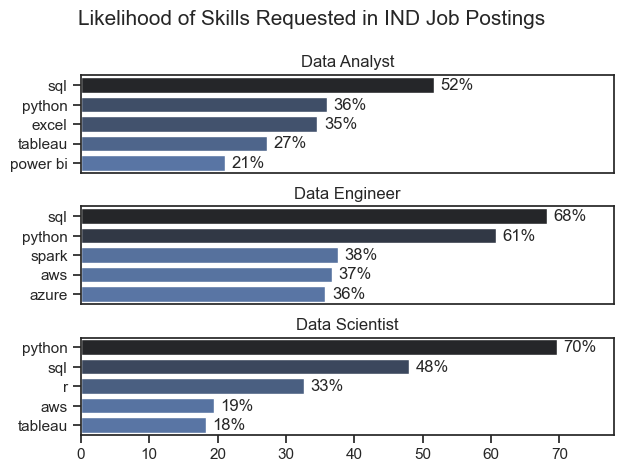 Likelihood of Skills Requested in IND Job Postings
Data Analyst
sql 52%
python 36%
excel 35%
tableau 27%
power bi 21%
Data Engineer
sql 68%
python 61%
spark 38%
aws 37%
azure 36%
Data Scientist
python 70%
sql 48%
r 33%
aws 19%
tableau 18%
0 10 20 30 40 50 60 70